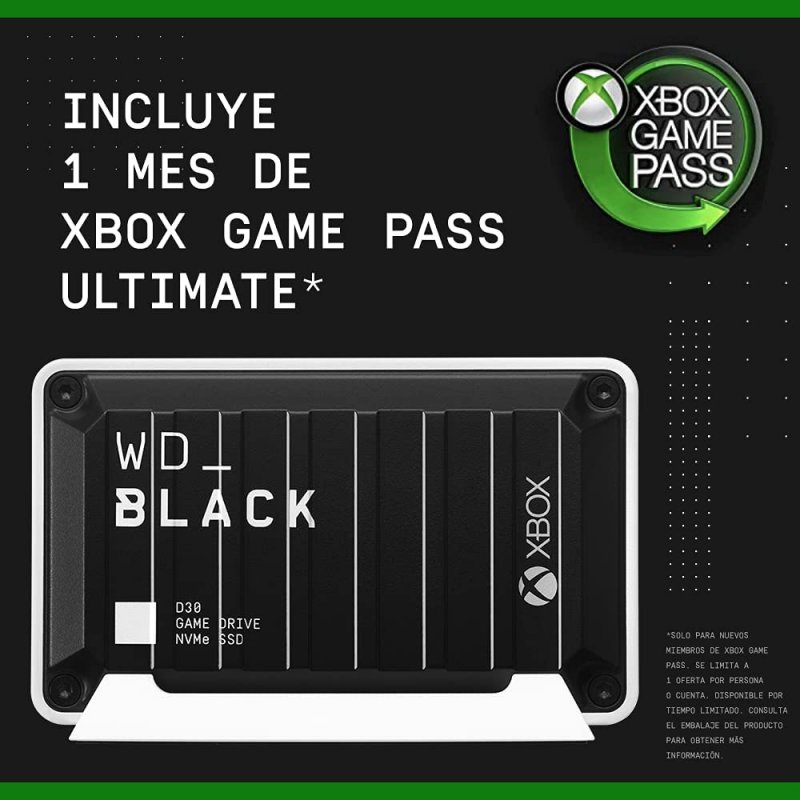 INCLUYE
1 MES DE
XBOX GAME PASS
ULTIMATE*
XBOX
GAME
PASS
WD_
BLACK
XBOX
D30
GAME DRIVE
NVMe SSD
*SOLO PARA NUEVOS
MIEMBROS DE XBOX GAME
PASS. SE LIMITA A
1 OFERTA POR PERSONA
O CUENTA. DISPONIBLE POR
TIEMPO LIMITADO. CONSULTA
EL EMBALAJE DEL PRODUCTO
PARA OBTENER MÁS
INFORMACIÓN.